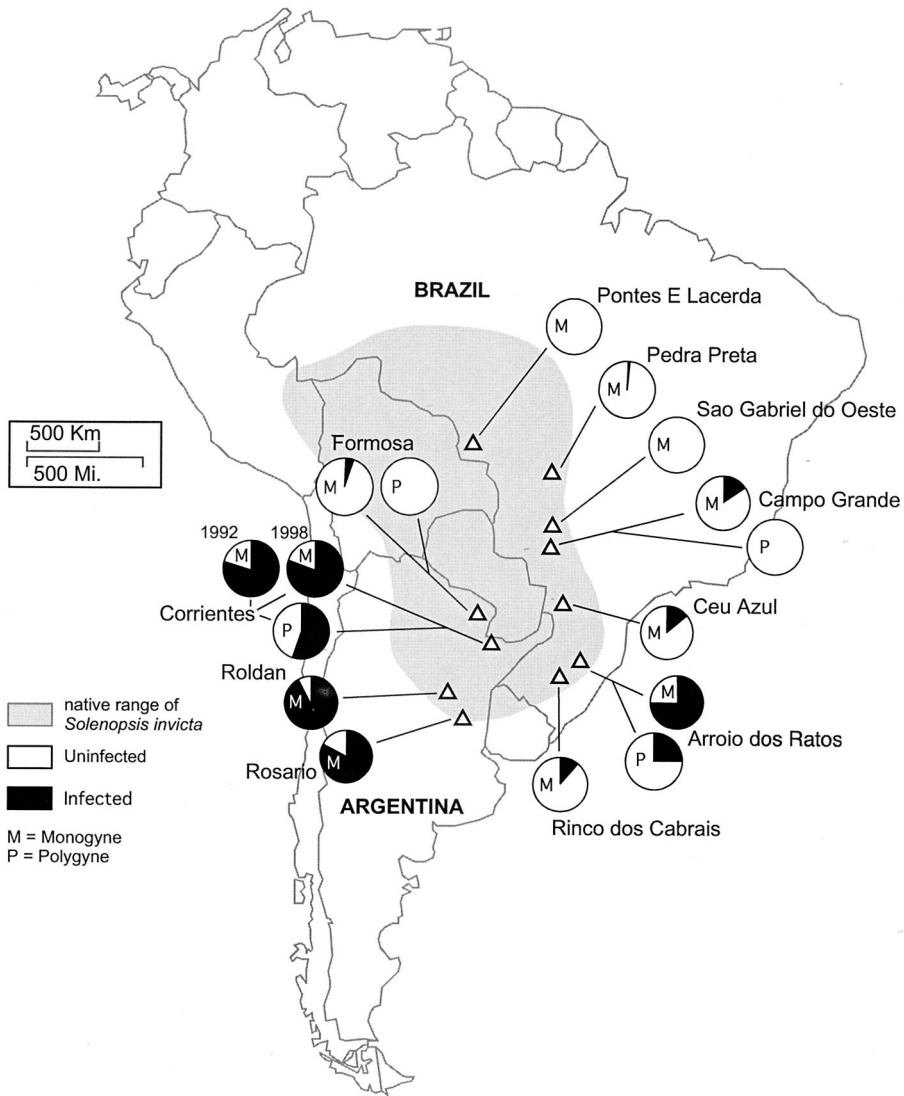 BRAZIL
Pontes E Lacerda
M
Pedra Preta
M
Sao Gabriel do Oeste
M
500 Km
500 Mi.
Formosa
M
P
Campo Grande
M
P
1992
1998
M
M
Corrientes
P
Ceu Azul
M
Roldan
M
M
Arroio dos Ratos
P
native range of
Solenopsis invicta
Uninfected
Rosario
M
M
Rinco dos Cabrais
Infected
ARGENTINA
M = Monogyne
P = Polygyne